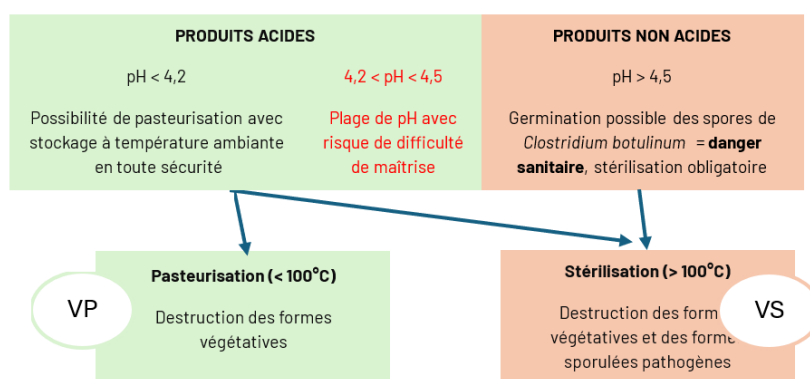 PRODUITS ACIDES
pH < 4,2
Possibilité de pasteurisation avec
stockage à température ambiante
en toute sécurité
4,2 < pH < 4,5
Plage de pH avec
risque de difficulté
de maîtrise
PRODUITS NON ACIDES
pH > 4,5
Germination possible des spores de
Clostridium botulinum = danger
sanitaire, stérilisation obligatoire
Pasteurisation (< 100°C)
Destruction des formes
végétatives
VP
Stérilisation (> 100°C)
Destruction des form
végétatives et des forme
sporulées pathogènes
VS